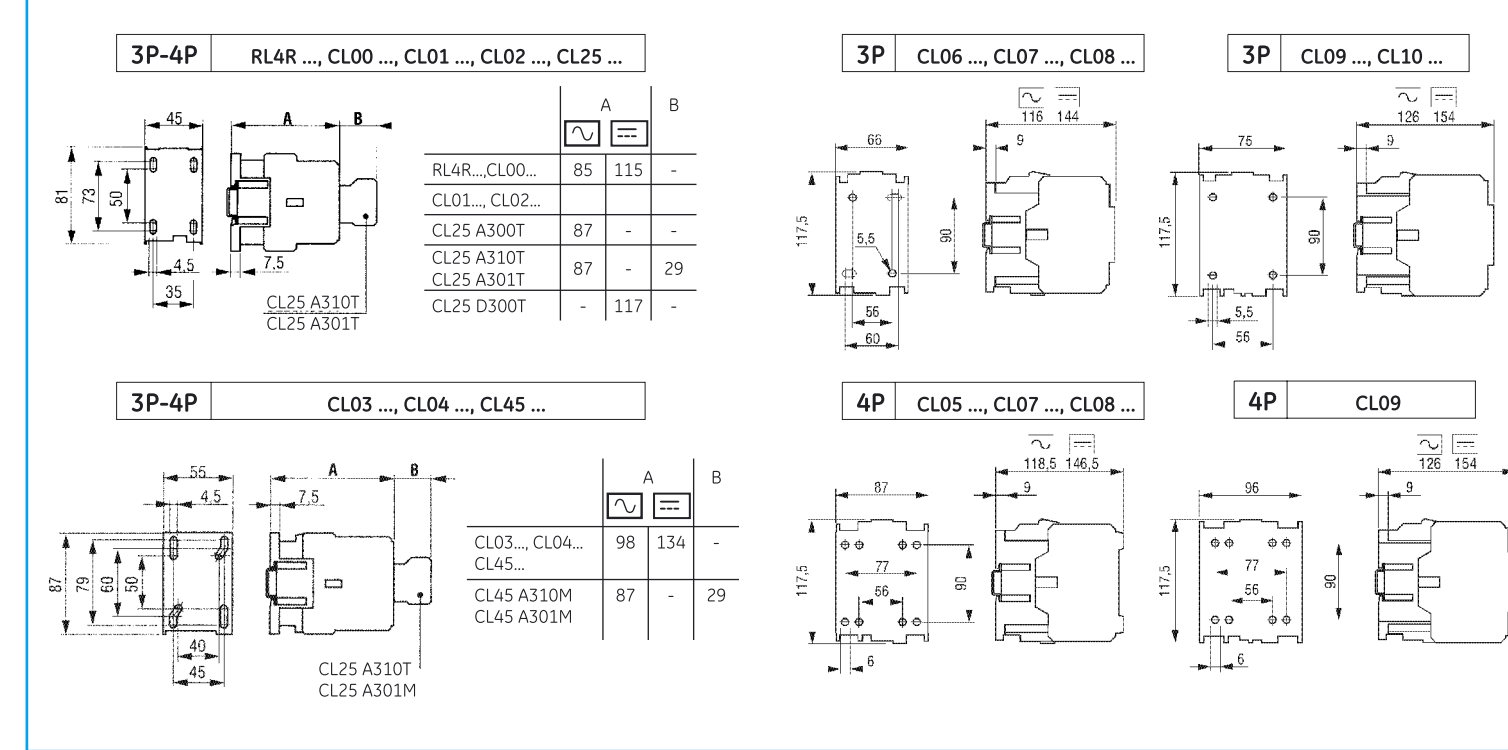 3P-4P RL4R ..., CL00 ..., CL01 ..., CL02 ..., CL25 ...
45 A B
81 73 50
4,5 7,5
35
CL25 A310T
CL25 A301T
A B
RL4R...,CL00... 85 115 -
CL01..., CL02...
CL25 A300T 87 - -
CL25 A310T
CL25 A301T 87 - 29
CL25 D300T - 117 -
3P CL06 ..., CL07 ..., CL08 ...
116 144
66 9
117,5 5,5 90
56
60
3P CL09 ..., CL10 ...
126 154
75 9
117,5 90
5,5
56
3P-4P CL03 ..., CL04 ..., CL45 ...
55 A B
4,5 7,5
87 79 60 50
40
45
CL25 A310T
CL25 A301M
A B
CL03..., CL04... 98 134 -
CL45...
CL45 A310M 87 - 29
CL45 A301M
4P CL05 ..., CL07 ..., CL08 ...
118,5 146,5
87 9
117,5 77 90
56
6
4P CL09
126 154
96 9
117,5 77 90
56
6